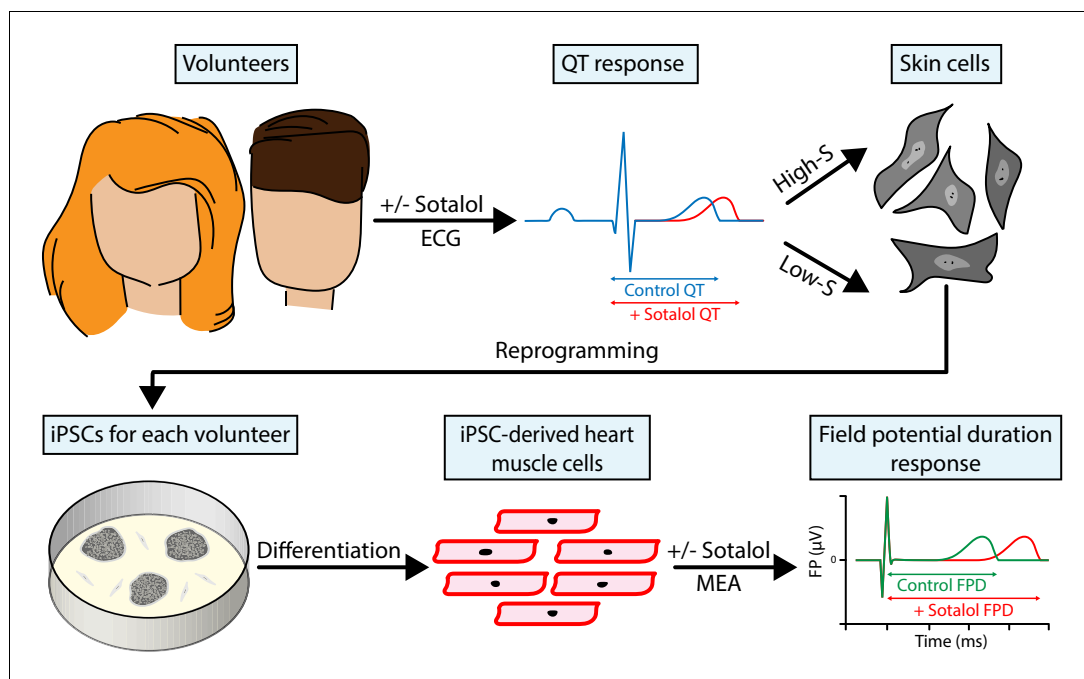 Volunteers
QT response
Skin cells
+/- Sotalol
ECG
High-S
Low-S
Control QT
+ Sotalol QT
Reprogramming
iPSCs for each volunteer
iPSC-derived heart
muscle cells
Field potential duration
response
Differentiation
+/- Sotalol
MEA
FP (µV)
0
Control FPD
+ Sotalol FPD
Time (ms)